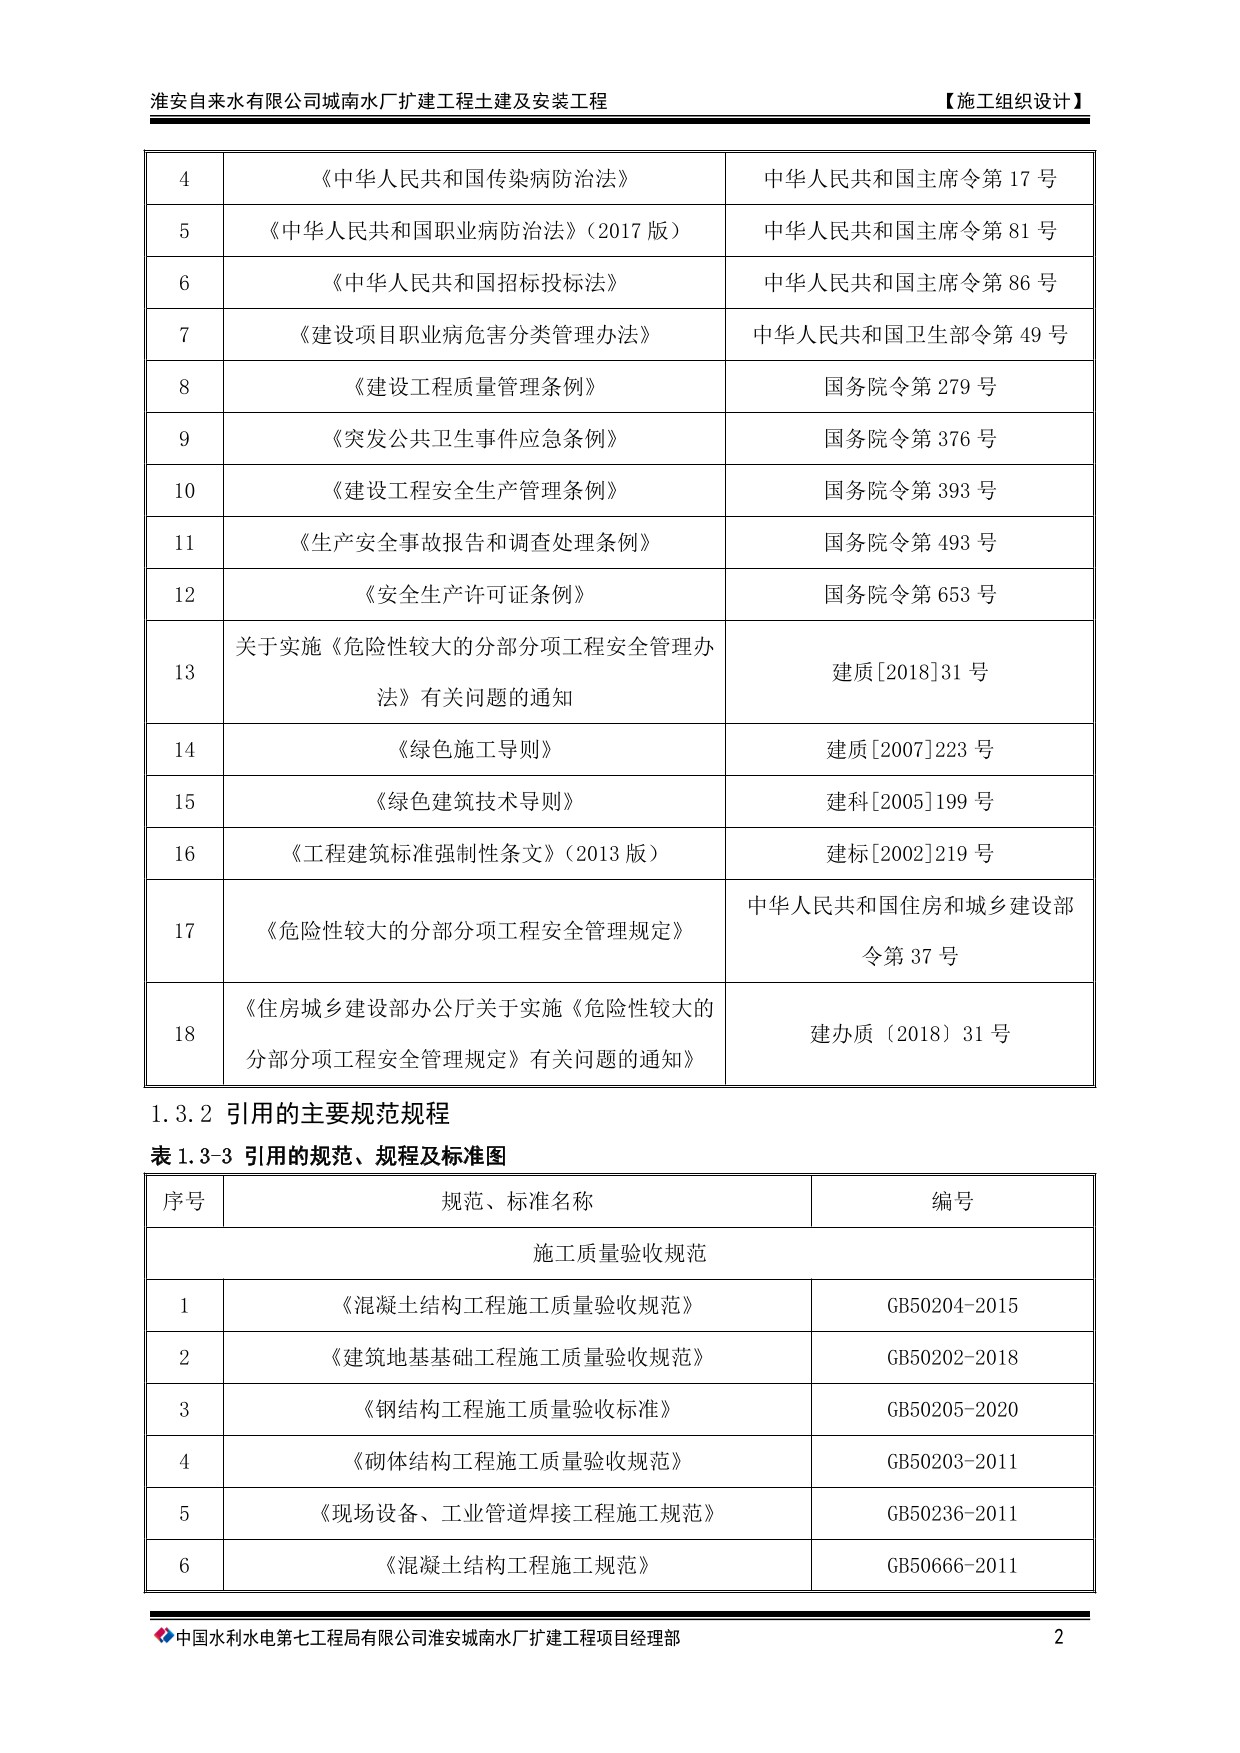 淮安自来水有限公司城南水厂扩建工程土建及安装工程 【施工组织设计】
4 《中华人民共和国传染病防治法》 中华人民共和国主席令第 17 号
5 《中华人民共和国职业病防治法》（2017 版） 中华人民共和国主席令第 81 号
6 《中华人民共和国招标投标法》 中华人民共和国主席令第 86 号
7 《建设项目职业病危害分类管理办法》 中华人民共和国卫生部令第 49 号
8 《建设工程质量管理条例》 国务院令第 279 号
9 《突发公共卫生事件应急条例》 国务院令第 376 号
10 《建设工程安全生产管理条例》 国务院令第 393 号
11 《生产安全事故报告和调查处理条例》 国务院令第 493 号
12 《安全生产许可证条例》 国务院令第 653 号
13 关于实施《危险性较大的分部分项工程安全管理办
法》有关问题的通知 建质[2018]31 号
14 《绿色施工导则》 建质[2007]223 号
15 《绿色建筑技术导则》 建科[2005]199 号
16 《工程建筑标准强制性条文》（2013 版） 建标[2002]219 号
17 《危险性较大的分部分项工程安全管理规定》 中华人民共和国住房和城乡建设部
令第 37 号
18 《住房城乡建设部办公厅关于实施《危险性较大的
分部分项工程安全管理规定》有关问题的通知》 建办质〔2018〕31 号
1.3.2 引用的主要规范规程
表 1.3-3 引用的规范、规程及标准图
序号 规范、标准名称 编号
施工质量验收规范
1 《混凝土结构工程施工质量验收规范》 GB50204-2015
2 《建筑地基基础工程施工质量验收规范》 GB50202-2018
3 《钢结构工程施工质量验收标准》 GB50205-2020
4 《砌体结构工程施工质量验收规范》 GB50203-2011
5 《现场设备、工业管道焊接工程施工规范》 GB50236-2011
6 《混凝土结构工程施工规范》 GB50666-2011
中国水利水电第七工程局有限公司淮安城南水厂扩建工程项目经理部 2